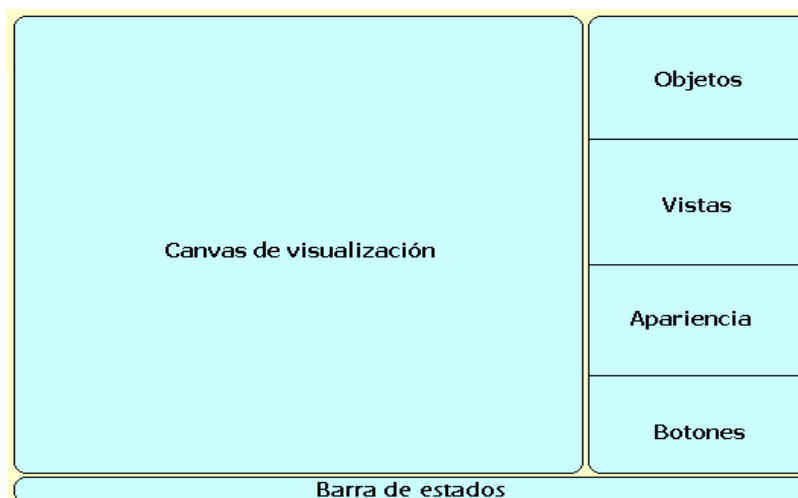 Canvas de visualización
Objetos
Vistas
Apariencia
Botones
Barra de estados